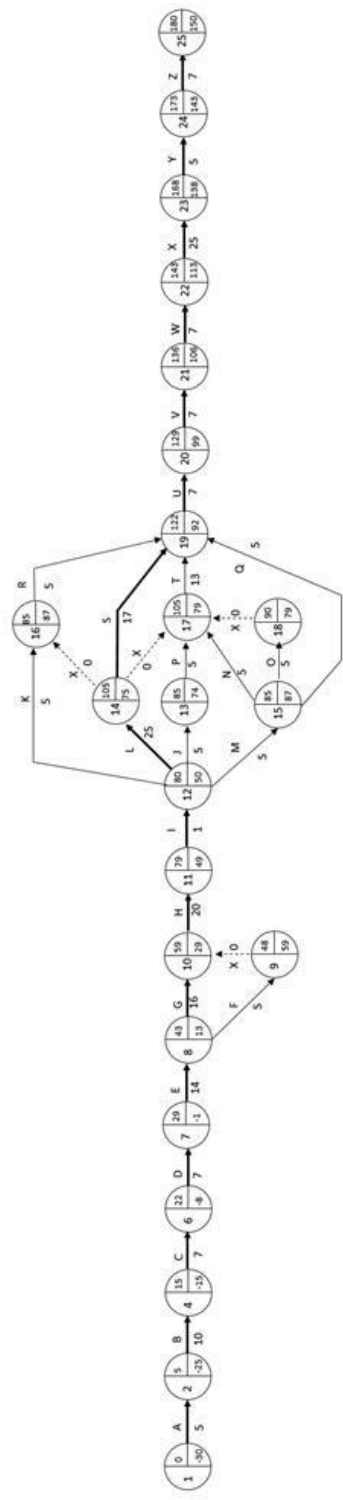 1 0 -30
A
5
2 5 -25
B
10
4 15 -15
C
7
6 22 -8
D
7
7 29 -1
E
14
8 43 13
G
16
F
5
9 48 59
X 0
10 59 29
H
20
11 79 49
I
1
12 80 50
K
5
L
25
J
5
M
5
13 85 74
P
5
14 105 75
X 0
X 0
S
17
15 85 87
N
5
O
5
Q
5
16 85 87
R
5
17 105 79
T
13
18 90 79
X 0
19 122 92
U
7
20 129 99
V
7
21 136 106
W
7
22 143 113
X
25
23 168 138
Y
5
24 173 143
Z
7
25 180 150